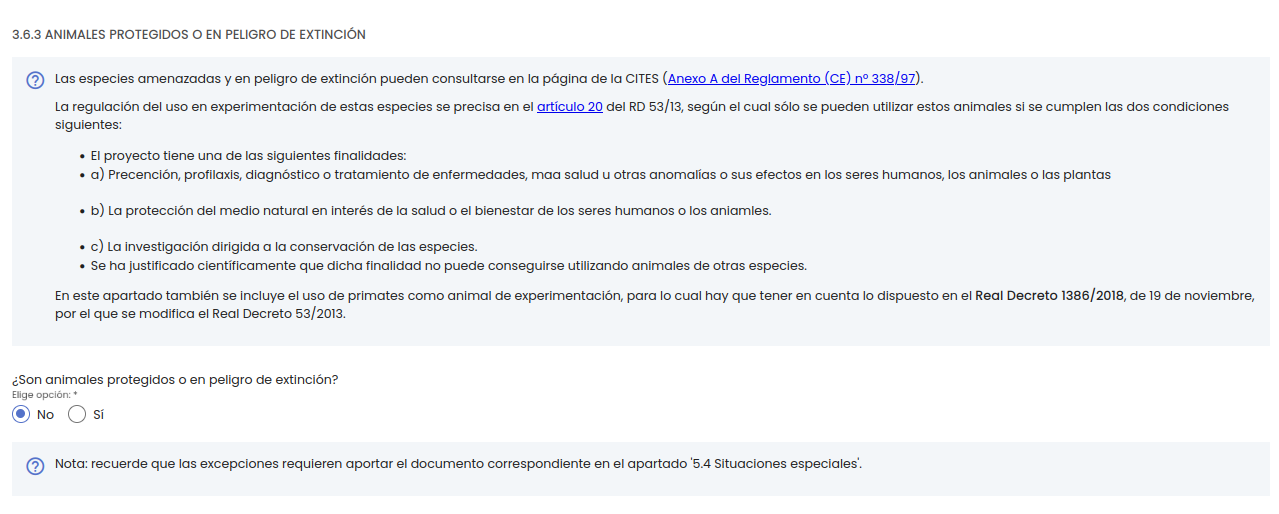 3.6.3 ANIMALES PROTEGIDOS O EN PELIGRO DE EXTINCIÓN
Las especies amenazadas y en peligro de extinción pueden consultarse en la página de la CITES (Anexo A del Reglamento (CE) nº 338/97).
La regulación del uso en experimentación de estas especies se precisa en el artículo 20 del RD 53/13, según el cual sólo se pueden utilizar estos animales si se cumplen las dos condiciones
siguientes:
• El proyecto tiene una de las siguientes finalidades:
• a) Precención, profilaxis, diagnóstico o tratamiento de enfermedades, maa salud u otras anomalías o sus efectos en los seres humanos, los animales o las plantas
• b) La protección del medio natural en interés de la salud o el bienestar de los seres humanos o los aniamles.
• c) La investigación dirigida a la conservación de las especies.
• Se ha justificado científicamente que dicha finalidad no puede conseguirse utilizando animales de otras especies.
En este apartado también se incluye el uso de primates como animal de experimentación, para lo cual hay que tener en cuenta lo dispuesto en el Real Decreto 1386/2018, de 19 de noviembre,
por el que se modifica el Real Decreto 53/2013.
¿Son animales protegidos o en peligro de extinción?
Elige opción: *
No Sí
Nota: recuerde que las excepciones requieren aportar el documento correspondiente en el apartado '5.4 Situaciones especiales'.